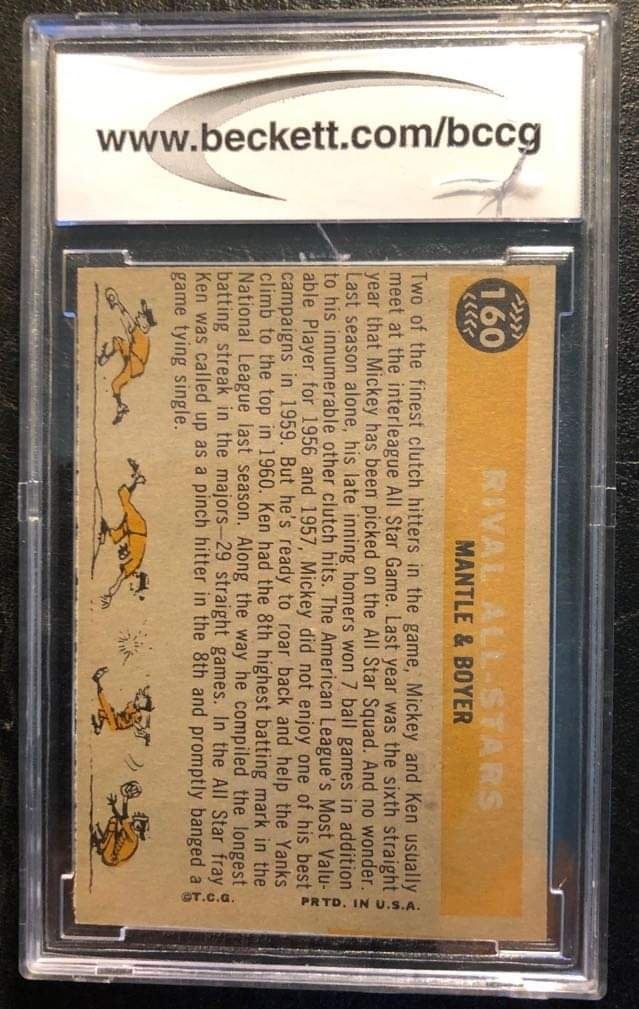 www.beckett.com/bccg
160
RIVAL ALL-STARS
MANTLE & BOYER
Two of the finest clutch hitters in the game, Mickey and Ken usually
meet at the interleague All Star Game. Last year was the sixth straight
year that Mickey has been picked on the All Star Squad. And no wonder.
Last season alone, his late inning homers won 7 ball games in addition
to his innumerable other clutch hits. The American League's Most Valu-
able Player for 1956 and 1957, Mickey did not enjoy one of his best
campaigns in 1959. But he's ready to roar back and help the Yanks
climb to the top in 1960. Ken had the 8th highest batting mark in the
National League last season. Along the way he compiled the longest
batting streak in the majors—29 straight games. In the All Star fray
Ken was called up as a pinch hitter in the 8th and promptly banged a
game tying single.
©T.C.G.
PRTD. IN U.S.A.